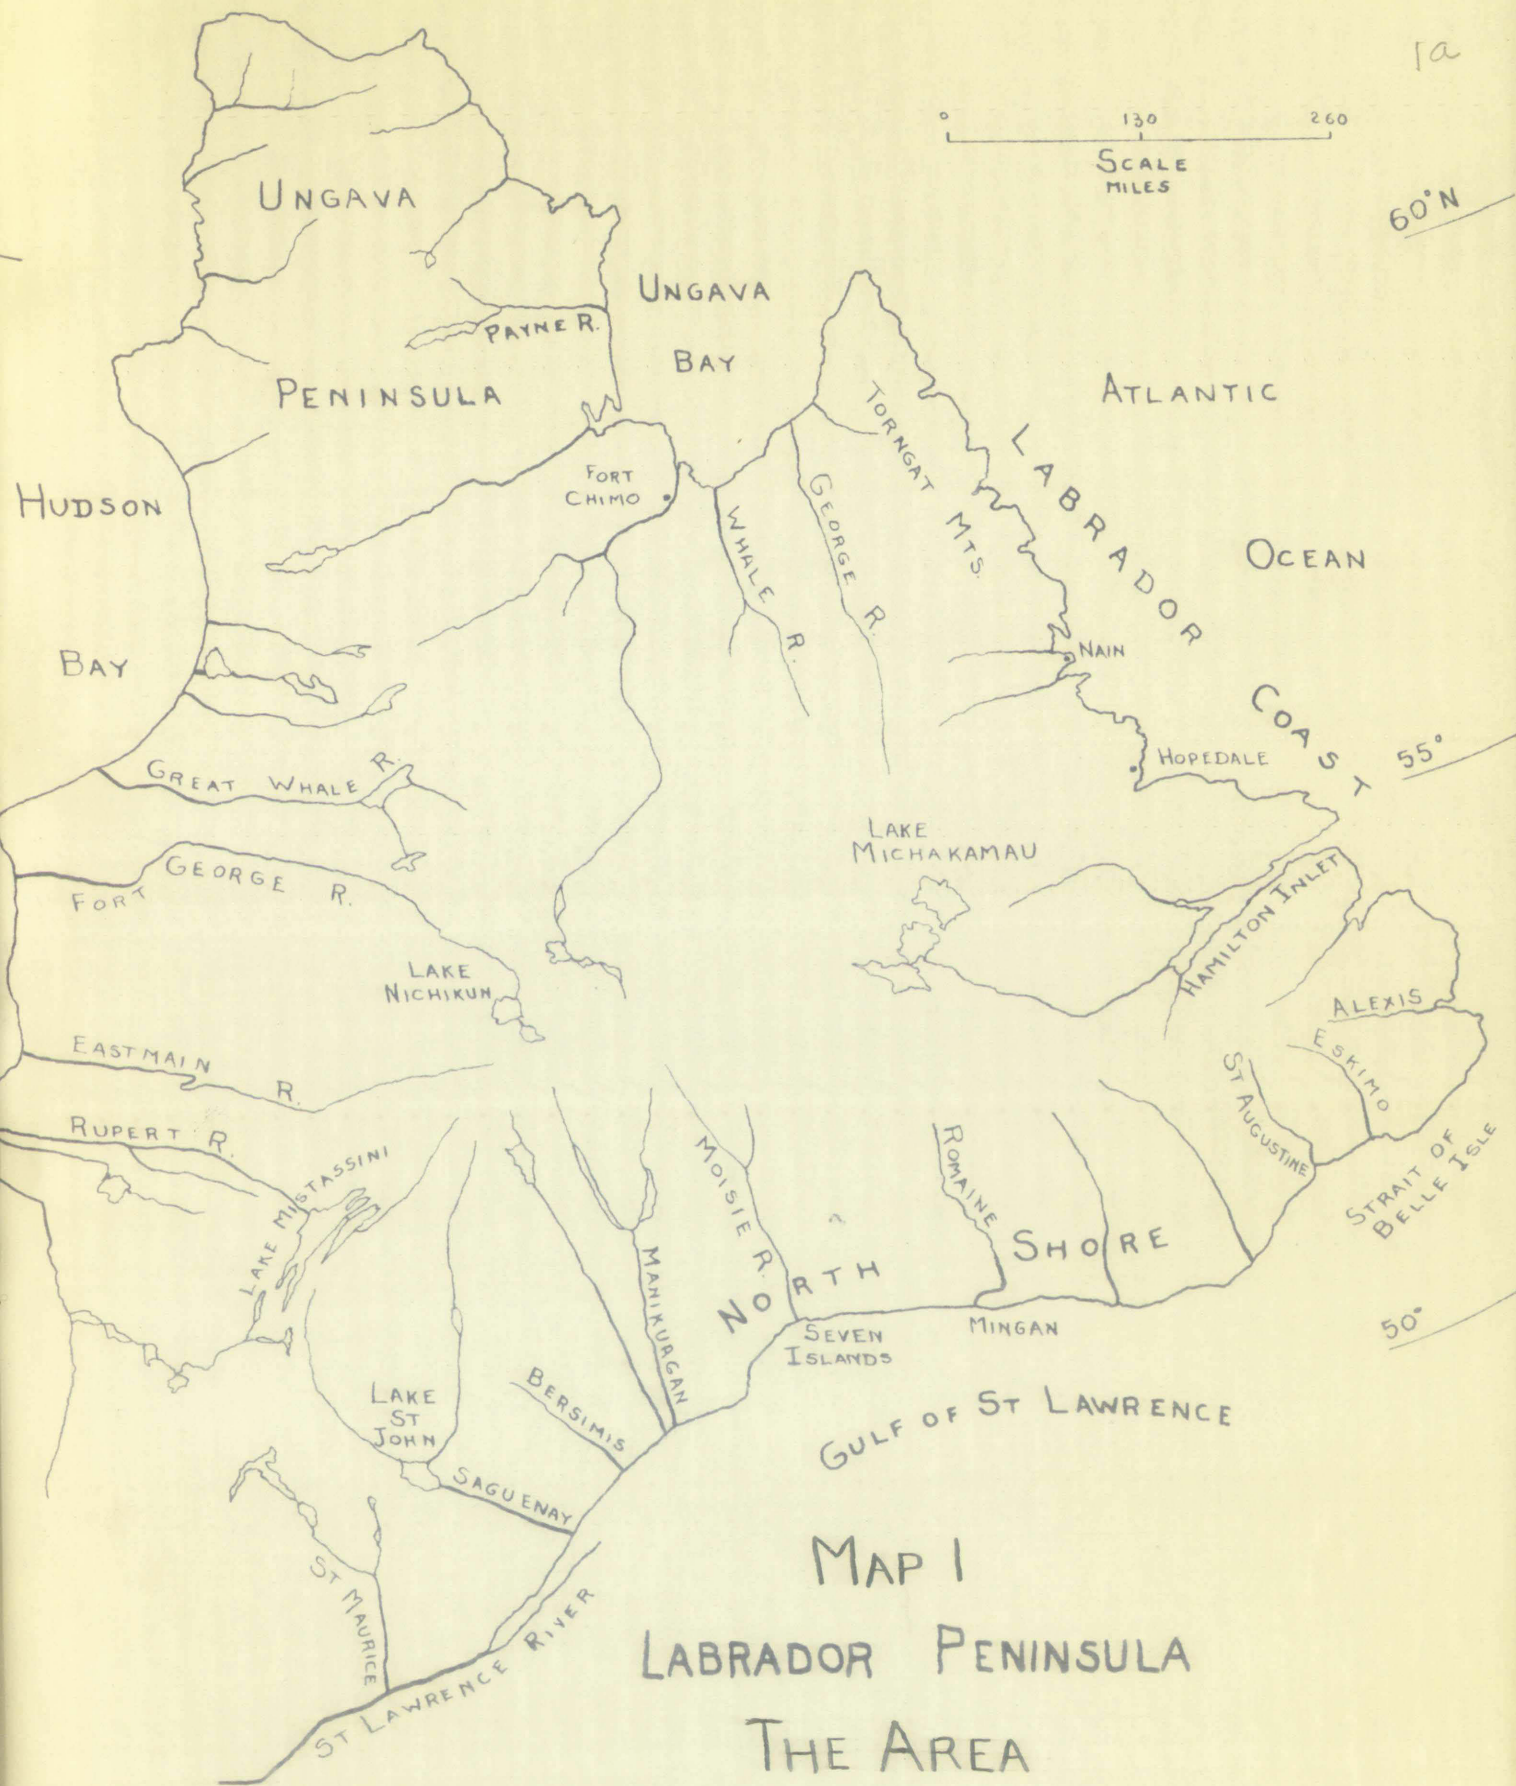 1a
0 130 260
SCALE
MILES
60°N
UNGAVA
UNGAVA
BAY
PAYNE R.
PENINSULA
ATLANTIC
TORNGAT MTS.
LABRADOR COAST
HUDSON
FORT
CHIMO
GEORGE R.
WHALE R.
OCEAN
BAY
NAIN
HOPEDALE
55°
GREAT WHALE R.
LAKE
MICHAKAMAU
FORT GEORGE R.
HAMILTON INLET
LAKE
NICHIKUN
ALEXIS
ESKIMO
EASTMAIN R.
ST AUGUSTINE
RUPERT R.
LAKE MISTASSINI
MOISIE R.
ROMAINE
STRAIT OF
BELLE ISLE
NORTH SHORE
MANIKUAGAN
SEVEN
ISLANDS
MINGAN
50°
BERSIMIS
LAKE
ST
JOHN
GULF OF ST LAWRENCE
SAGUENAY
ST MAURICE
ST LAWRENCE RIVER
MAP 1
LABRADOR PENINSULA
THE AREA